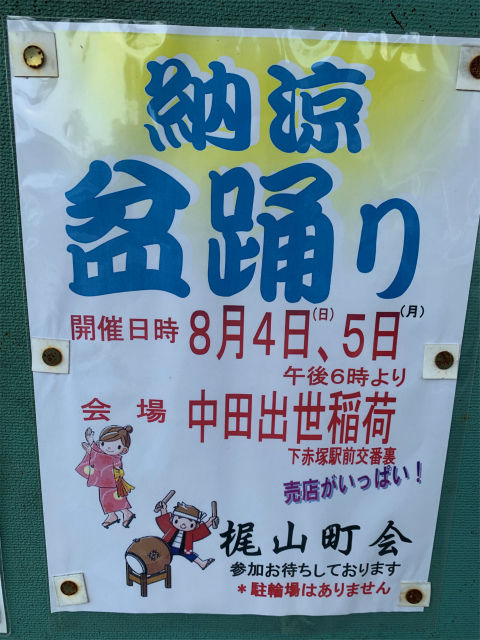 納涼
盆踊り
開催日時 8月4日(日)、5日(月)
午後6時より
会場 中田出世稲荷
下赤塚駅前交番裏
売店がいっぱい！
梶山町会
参加お待ちしております
＊駐輪場はありません